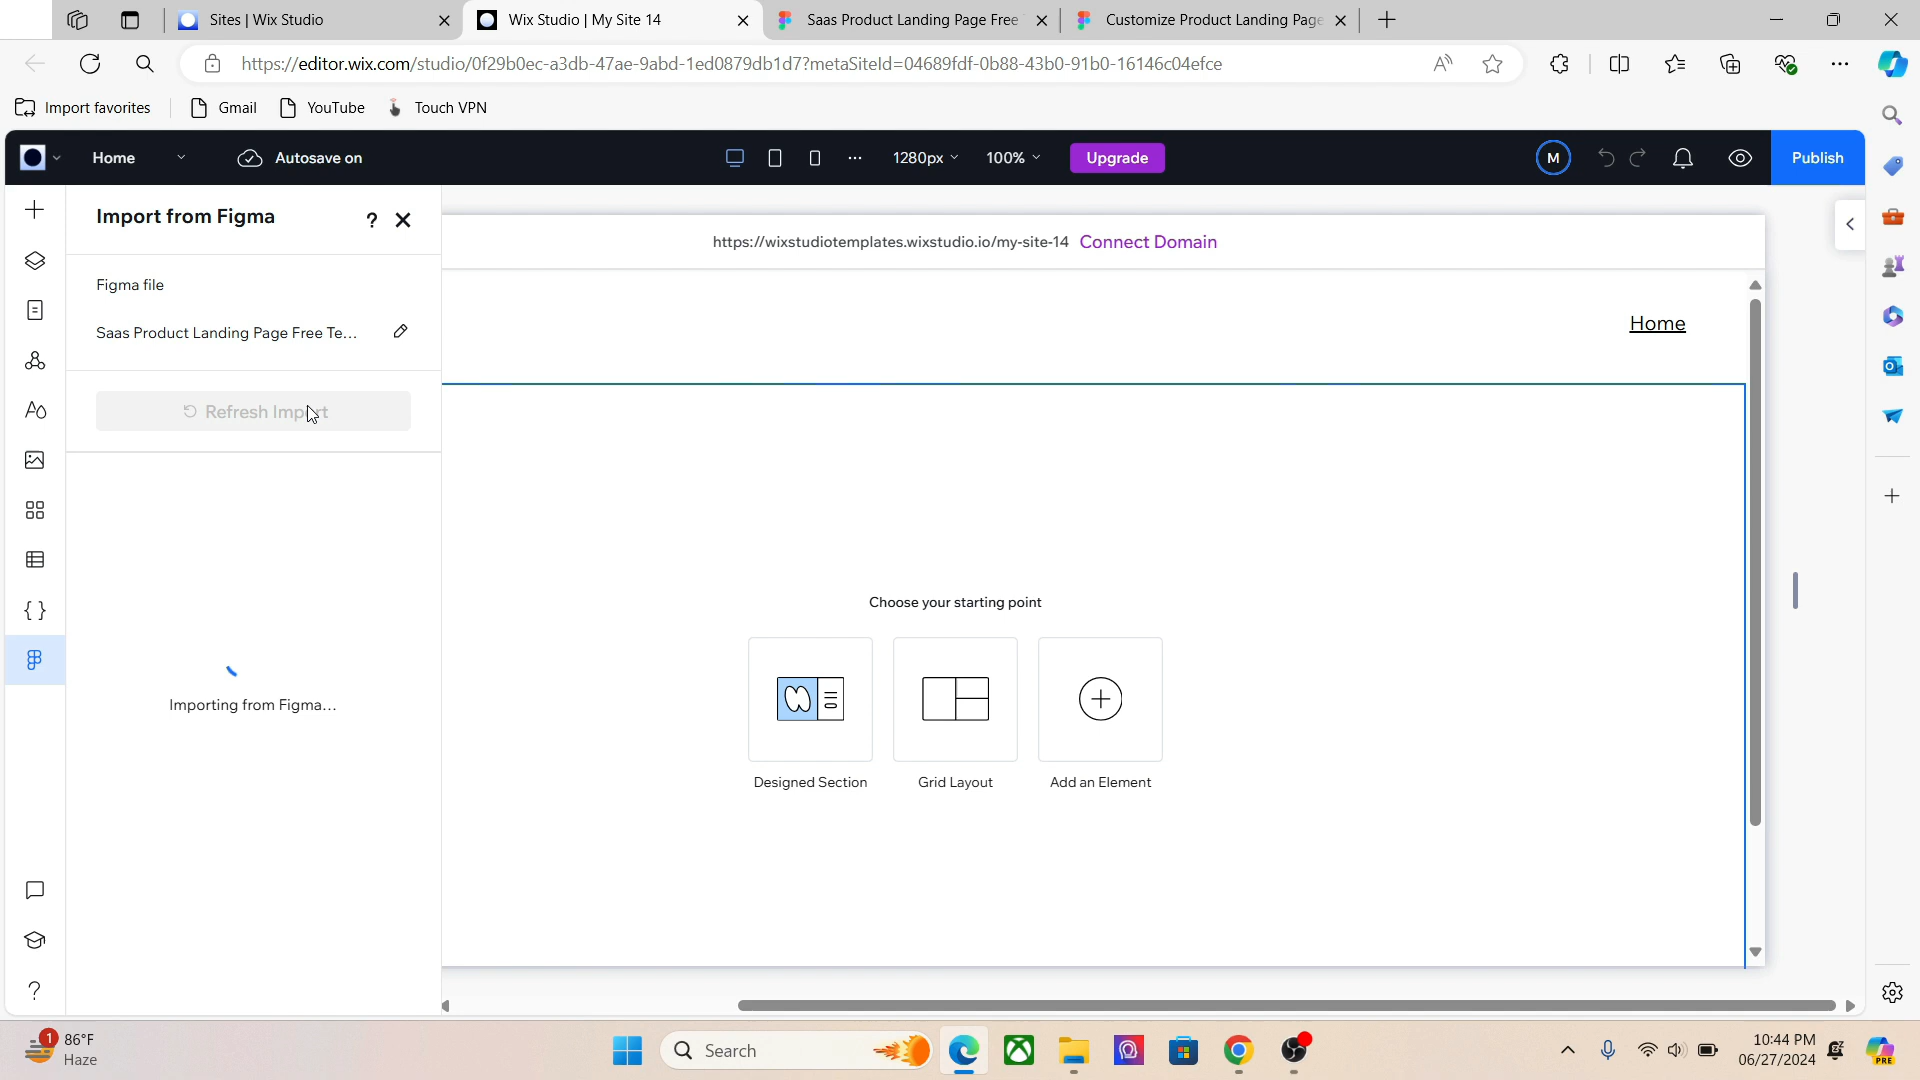 Sites | Wix Studio
Wix Studio | My Site 14
Saas Product Landing Page Free
Customize Product Landing Page
https://editor.wix.com/studio/0f29b0ec-a3db-47ae-9abd-1ed0879db1d7?metaSiteId=04689fdf-0b88-43b0-91b0-16146c04efce
Import favorites
Gmail
YouTube
Touch VPN
Home
Autosave on
1280px
100%
Upgrade
M
Publish
Import from Figma
?
https://wixstudiotemplates.wixstudio.io/my-site-14 Connect Domain
Figma file
Saas Product Landing Page Free Te...
Home
Refresh Import
Choose your starting point
Importing from Figma...
Designed Section
Grid Layout
Add an Element
1
86°F
Haze
Search
10:44 PM
06/27/2024
PRE